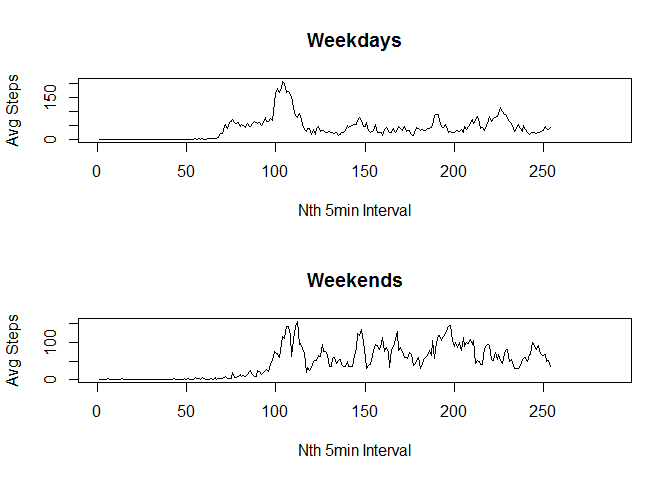 Weekdays
Avg Steps
150
0
0 50 100 150 200 250
Nth 5min Interval
Weekends
Avg Steps
100
0
0 50 100 150 200 250
Nth 5min Interval